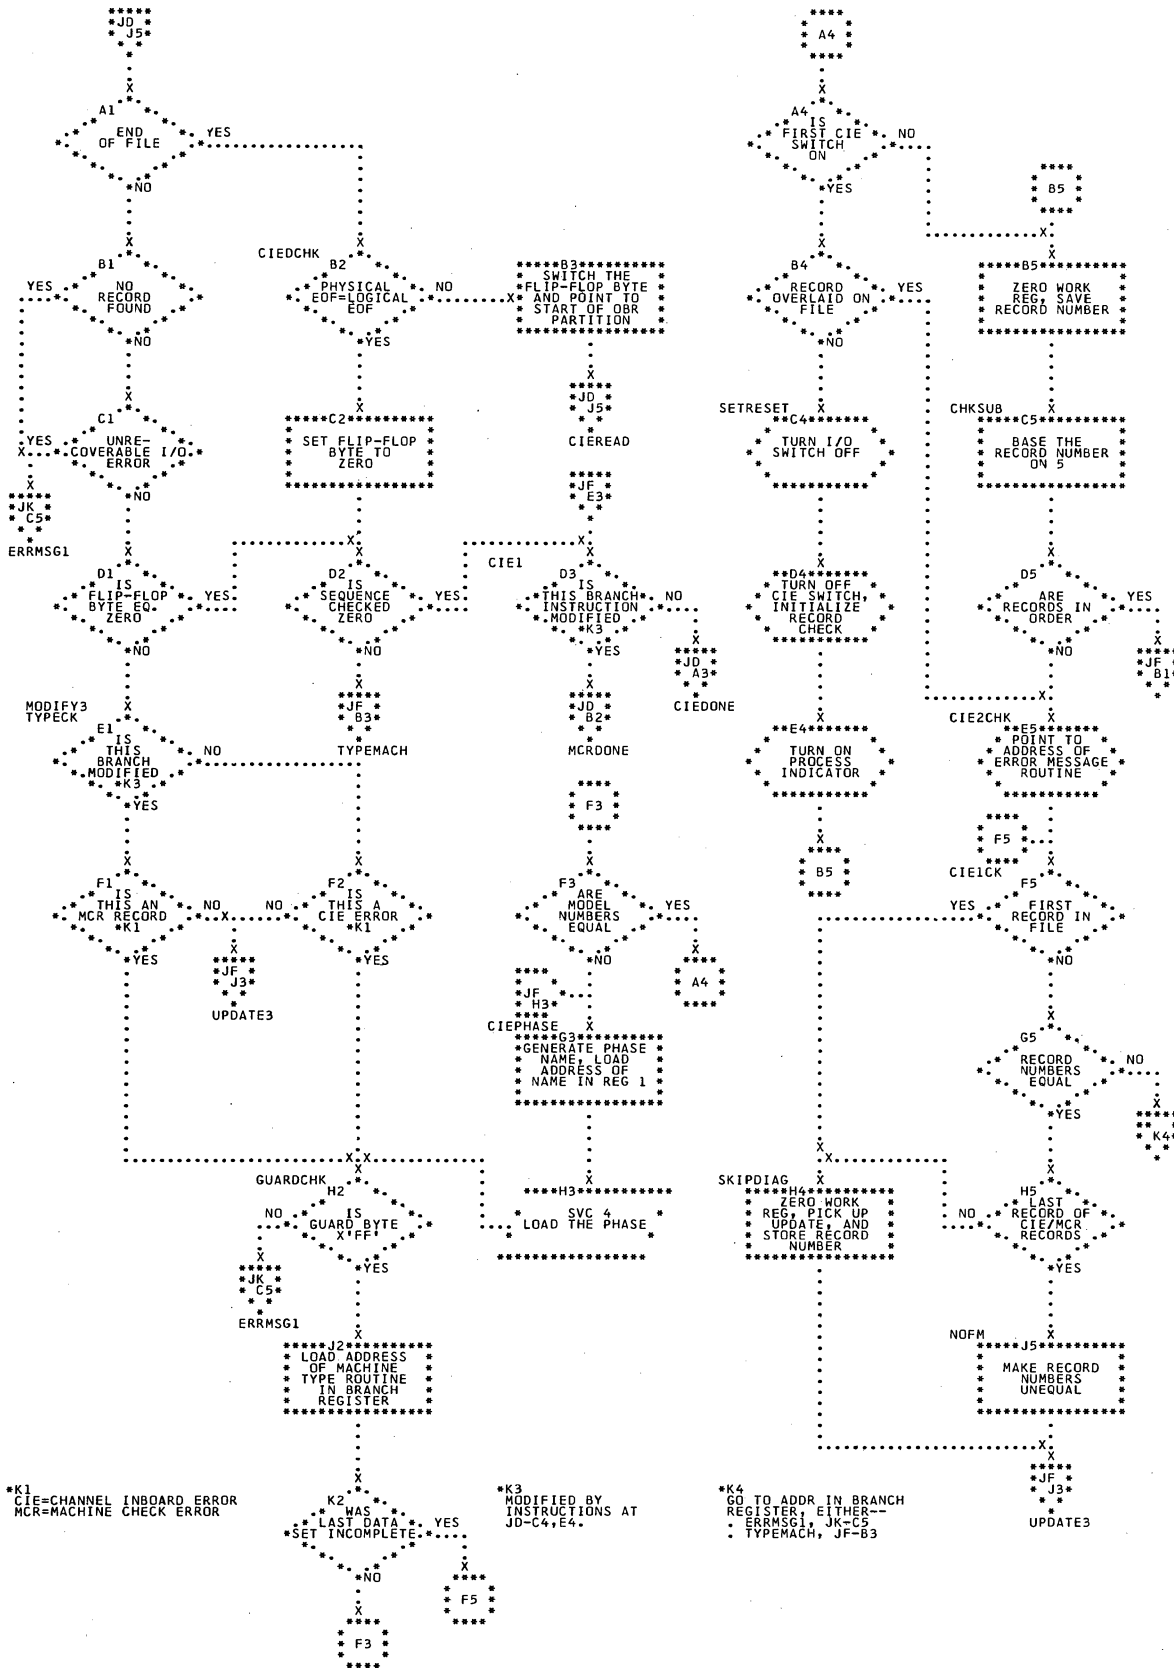 JD
J5
A4
A1
END
OF FILE
YES
NO
A4
IS
FIRST CIE
SWITCH
ON
NO
YES
B5
B1
NO
RECORD
FOUND
YES
NO
CIEDCHK
B2
PHYSICAL
EOF=LOGICAL
EOF
NO
YES
B3
SWITCH THE
FLIP-FLOP BYTE
AND POINT TO
START OF OBR
PARTITION
B4
RECORD
OVERLAID ON
FILE
YES
NO
B5
ZERO WORK
REG, SAVE
RECORD NUMBER
C1
UNRE-
COVERABLE I/O
ERROR
YES
NO
JK
C5
ERRMSG1
C2
SET FLIP-FLOP
BYTE TO
ZERO
JD
J5
CIEREAD
JF
E3
SETRESET
C4
TURN I/O
SWITCH OFF
CHKSUB
C5
BASE THE
RECORD NUMBER
ON 5
D1
IS
FLIP-FLOP
BYTE EQ.
ZERO
YES
NO
D2
IS
SEQUENCE
CHECKED
ZERO
YES
NO
CIE1
D3
IS
THIS BRANCH
INSTRUCTION
MODIFIED
*K3
NO
YES
JD
A3
CIEDONE
D4
TURN OFF
CIE SWITCH,
INITIALIZE
RECORD
CHECK
D5
ARE
RECORDS IN
ORDER
YES
NO
JF
B1
MODIFY3
TYPECK
E1
IS
THIS
BRANCH
MODIFIED
*K3
NO
YES
JF
B3
TYPEMACH
JD
B2
MCRDONE
E4
TURN ON
PROCESS
INDICATOR
CIE2CHK
E5
POINT TO
ADDRESS OF
ERROR MESSAGE
ROUTINE
F3
B5
F5
CIE1CK
F1
IS
THIS AN
MCR RECORD
*K1
NO
YES
F2
IS
THIS A
CIE ERROR
*K1
NO
YES
JF
J3
UPDATE3
F3
ARE
MODEL
NUMBERS
EQUAL
YES
NO
A4
F5
FIRST
RECORD IN
FILE
YES
NO
JF
H3
CIEPHASE
G3
GENERATE PHASE
NAME, LOAD
ADDRESS OF
NAME IN REG 1
G5
RECORD
NUMBERS
EQUAL
NO
YES
K4
GUARDCHK
H2
IS
GUARD BYTE
X'FF'
NO
YES
JK
C5
ERRMSG1
H3
SVC 4
LOAD THE PHASE
SKIPDIAG
H4
ZERO WORK
REG, PICK UP
UPDATE, AND
STORE RECORD
NUMBER
H5
LAST
RECORD OF
CIE/MCR
RECORDS
NO
YES
J2
LOAD ADDRESS
OF MACHINE
TYPE ROUTINE
IN BRANCH
REGISTER
NOFM
J5
MAKE RECORD
NUMBERS
UNEQUAL
JF
J3
UPDATE3
*K1
CIE=CHANNEL INBOARD ERROR
MCR=MACHINE CHECK ERROR
K2
WAS
LAST DATA
SET INCOMPLETE
YES
NO
F5
F3
*K3
MODIFIED BY
INSTRUCTIONS AT
JD-C4,E4.
*K4
GO TO ADDR IN BRANCH
REGISTER, EITHER--
. ERRMSG1, JK-C5
. TYPEMACH, JF-B3